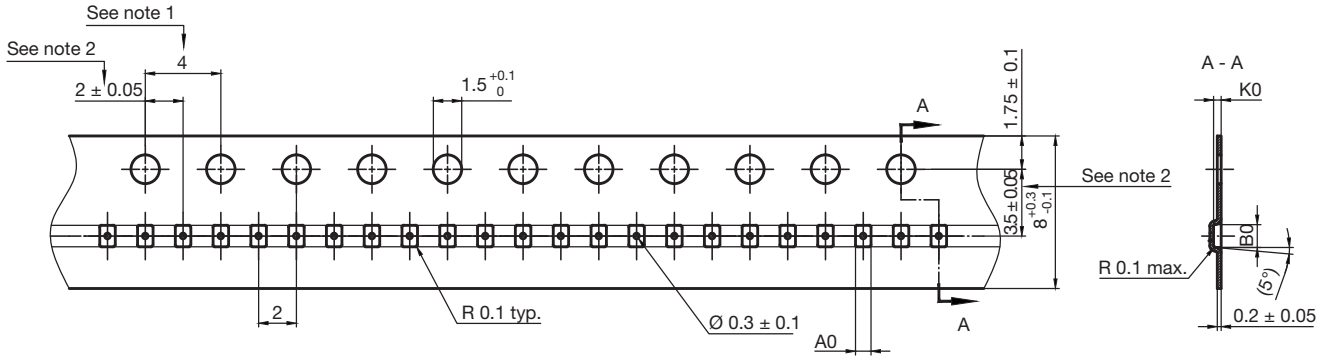 See note 1
See note 2
4
2 ± 0.05
1.5 +0.1 0
A
1.75 ± 0.1
A - A
K0
See note 2
3.5 ± 0.05
8 +0.3 -0.1
B0
R 0.1 max.
(5°)
2
R 0.1 typ.
Ø 0.3 ± 0.1
A0
A
0.2 ± 0.05